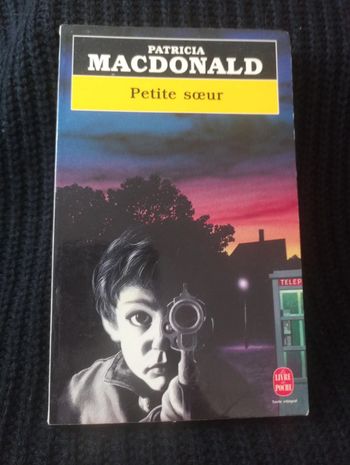 PATRICIA
MACDONALD
Petite sœur
TELEP
LE LIVRE
DE
POCHE
Texte intégral